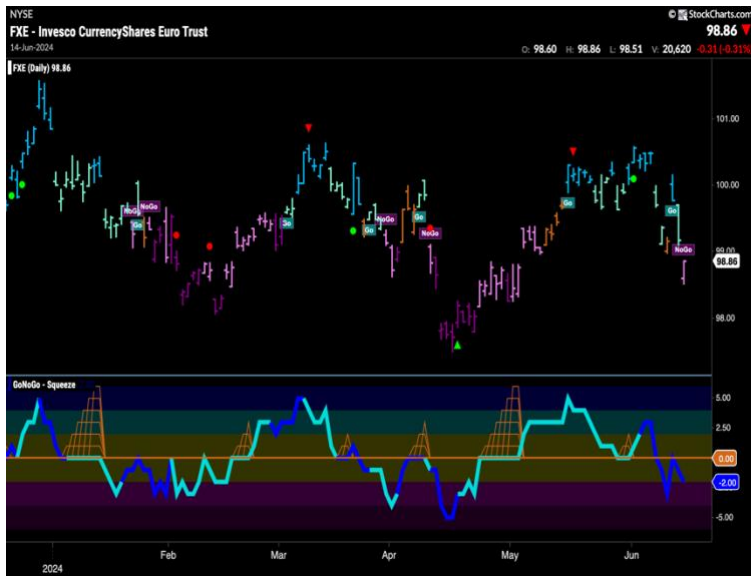 NYSE
© StockCharts.com
FXE - Invesco CurrencyShares Euro Trust
98.86
14-Jun-2024
O: 98.60 H: 98.86 L: 98.51 V: 20,620 -0.31 (-0.31%)
FXE (Daily) 98.86
101.00
100.00
NoGo
NoGo
Go
Go
Go
NoGo
Go
NoGo
Go
Go
NoGo
99.00
98.86
98.00
GoNoGo - Squeeze
5.00
2.50
0.00
-2.00
-5.00
Feb
Mar
Apr
May
Jun
2024